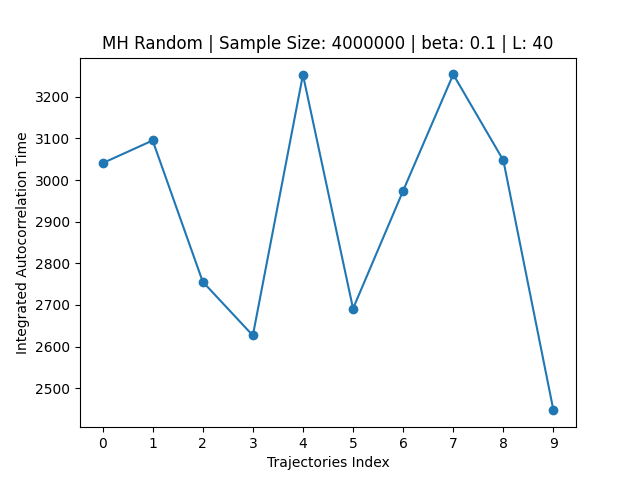 MH Random | Sample Size: 4000000 | beta: 0.1 | L: 40
Integrated Autocorrelation Time
3200
3100
3000
2900
2800
2700
2600
2500
0 1 2 3 4 5 6 7 8 9
Trajectories Index